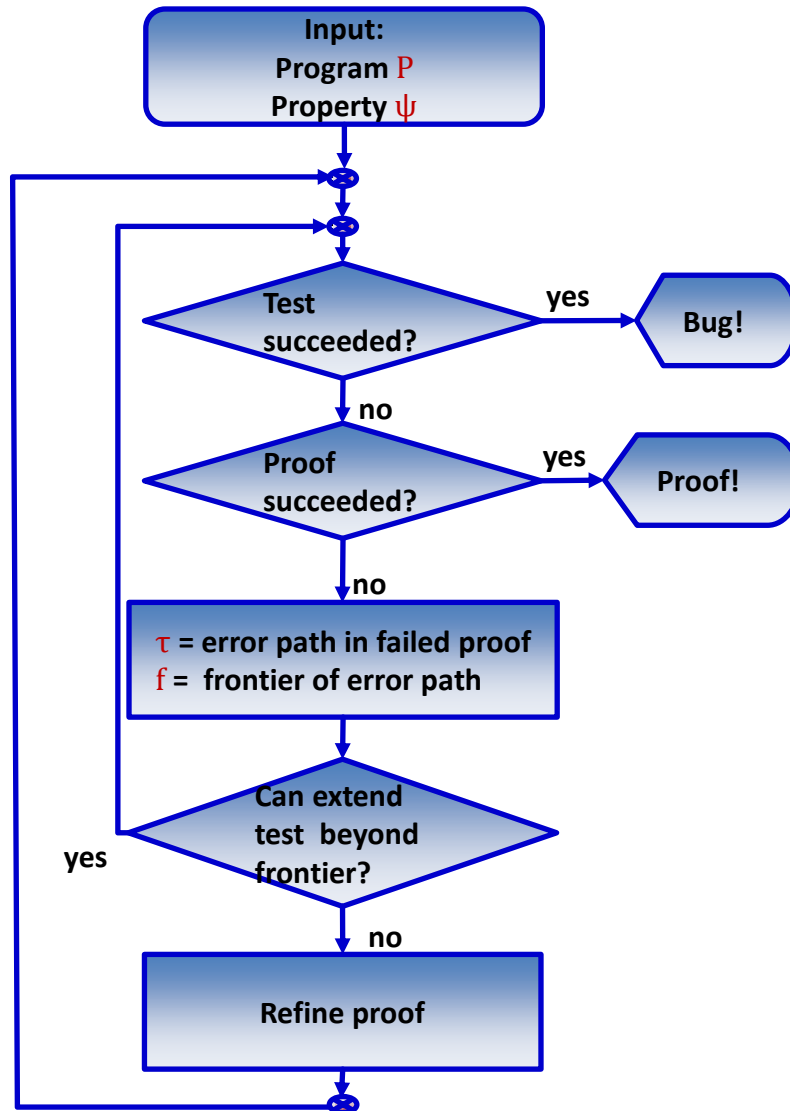 Input:
Program P
Property ψ
Test
succeeded?
yes
Bug!
no
Proof
succeeded?
yes
Proof!
no
τ = error path in failed proof
f = frontier of error path
Can extend
test beyond
frontier?
yes
no
Refine proof